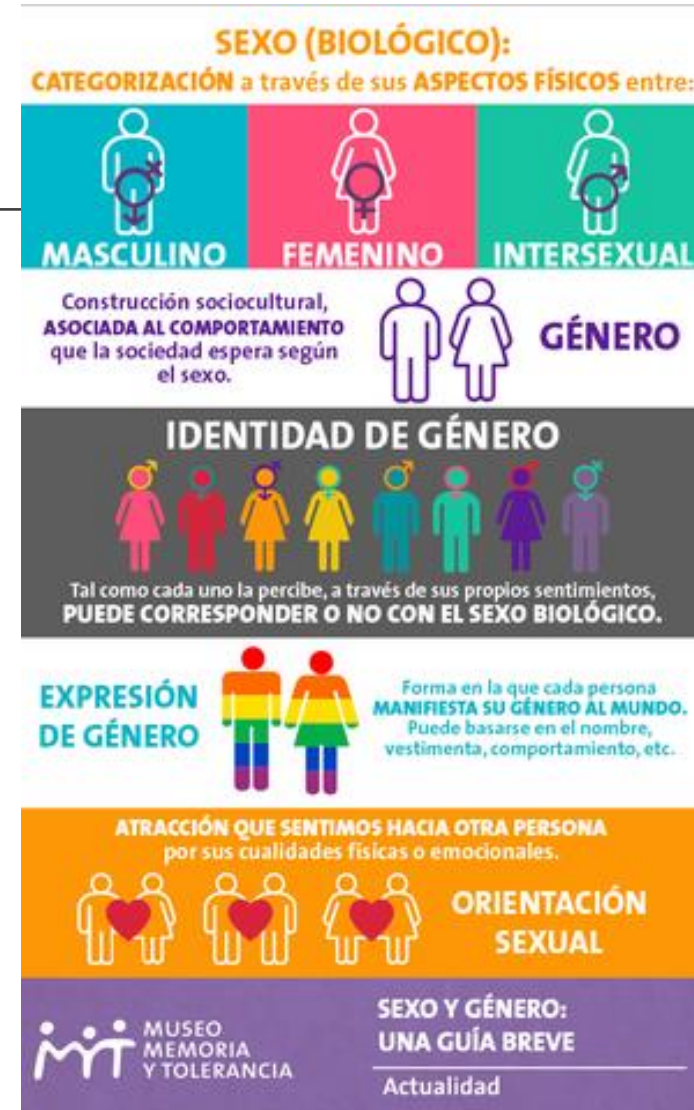 SEXO (BIOLÓGICO):
CATEGORIZACIÓN a través de sus ASPECTOS FÍSICOS entre:
MASCULINO
FEMENINO
INTERSEXUAL
Construcción sociocultural,
ASOCIADA AL COMPORTAMIENTO
que la sociedad espera según
el sexo.
GÉNERO
IDENTIDAD DE GÉNERO
Tal como cada uno la percibe, a través de sus propios sentimientos,
PUEDE CORRESPONDER O NO CON EL SEXO BIOLÓGICO.
EXPRESIÓN
DE GÉNERO
Forma en la que cada persona
MANIFIESTA SU GÉNERO AL MUNDO.
Puede basarse en el nombre,
vestimenta, comportamiento, etc.
ATRACCIÓN QUE SENTIMOS HACIA OTRA PERSONA
por sus cualidades físicas o emocionales.
ORIENTACIÓN
SEXUAL
MYT
MUSEO
MEMORIA
Y TOLERANCIA
SEXO Y GÉNERO:
UNA GUÍA BREVE
Actualidad